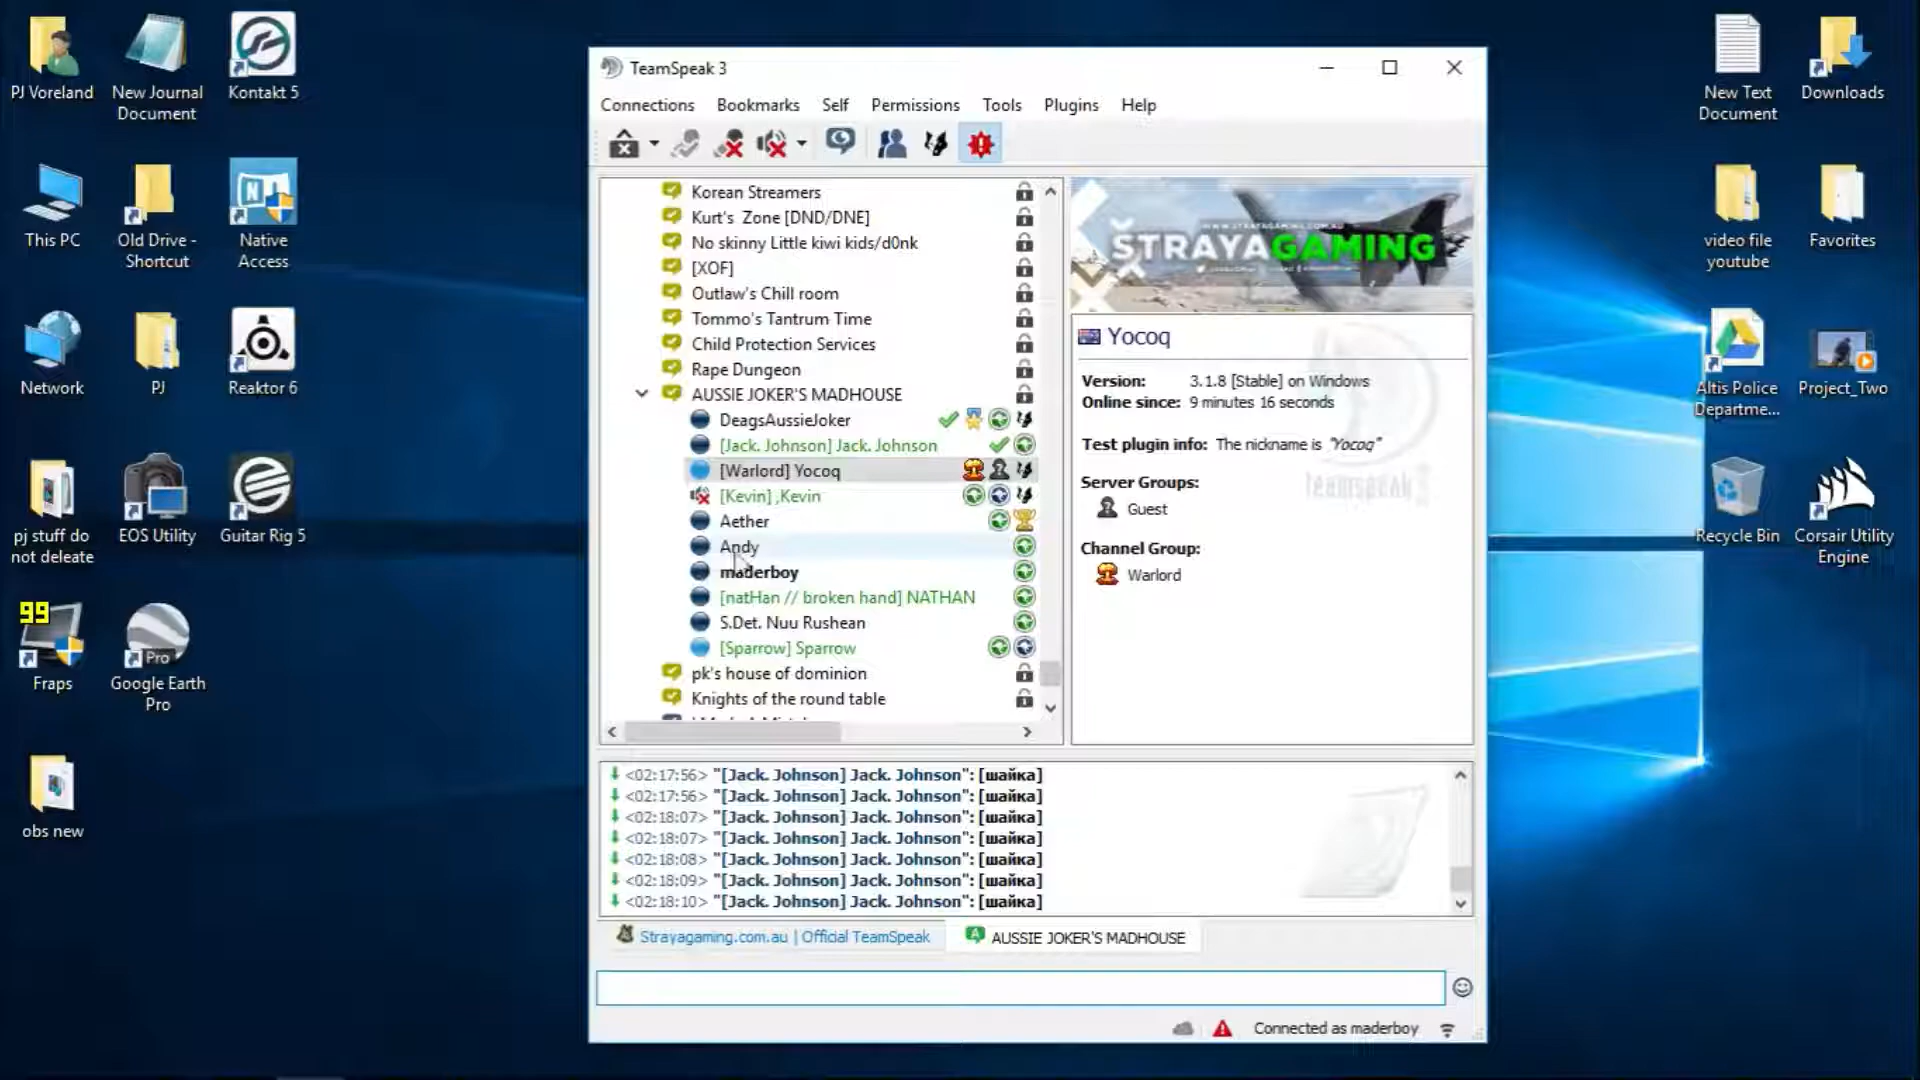 PJ Voreland
New Journal
Document
Kontakt 5
This PC
Old Drive -
Shortcut
Native
Access
Network
PJ
Reaktor 6
pj stuff do
not deleate
EOS Utility
Guitar Rig 5
99
Fraps
Pro
Google Earth
Pro
obs new
TeamSpeak 3
Connections Bookmarks Self Permissions Tools Plugins Help
Korean Streamers
Kurt's Zone [DND/DNE]
No skinny Little kiwi kids/d0nk
[XOF]
Outlaw's Chill room
Tommo's Tantrum Time
Child Protection Services
Rape Dungeon
AUSSIE JOKER'S MADHOUSE
DeagsAussieJoker
[Jack. Johnson] Jack. Johnson
[Warlord] Yocoq
[Kevin] ,Kevin
Aether
Andy
maderboy
[natHan // broken hand] NATHAN
S.Det. Nuu Rushean
[Sparrow] Sparrow
pk's house of dominion
Knights of the round table
STRAYAGAMING
Yocoq
Version: 3.1.8 [Stable] on Windows
Online since: 9 minutes 16 seconds
Test plugin info: The nickname is "Yocoq"
teamspeak
Server Groups:
Guest
Channel Group:
Warlord
<02:17:56> "[Jack. Johnson] Jack. Johnson": [шайка]
<02:17:56> "[Jack. Johnson] Jack. Johnson": [шайка]
<02:18:07> "[Jack. Johnson] Jack. Johnson": [шайка]
<02:18:07> "[Jack. Johnson] Jack. Johnson": [шайка]
<02:18:08> "[Jack. Johnson] Jack. Johnson": [шайка]
<02:18:09> "[Jack. Johnson] Jack. Johnson": [шайка]
<02:18:10> "[Jack. Johnson] Jack. Johnson": [шайка]
Strayagaming.com.au | Official TeamSpeak
AUSSIE JOKER'S MADHOUSE
Connected as maderboy
New Text
Document
Downloads
video file
youtube
Favorites
Altis Police
Departme...
Project_Two
Recycle Bin
Corsair Utility
Engine